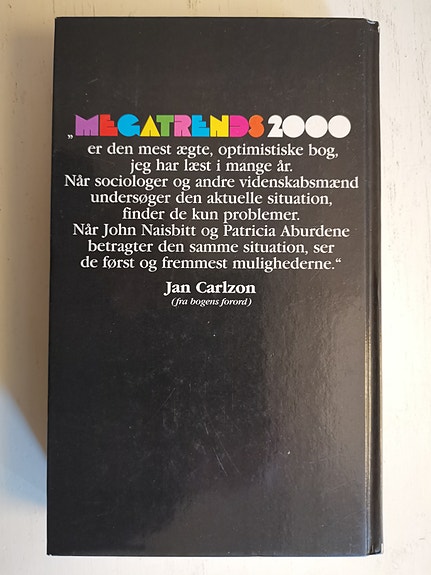 „MEGATRENDS 2000
er den mest ægte, optimistiske bog,
jeg har læst i mange år.
Når sociologer og andre videnskabsmænd
undersøger den aktuelle situation,
finder de kun problemer.
Når John Naisbitt og Patricia Aburdene
betragter den samme situation, ser
de først og fremmest mulighederne.“
Jan Carlzon
(fra bogens forord)